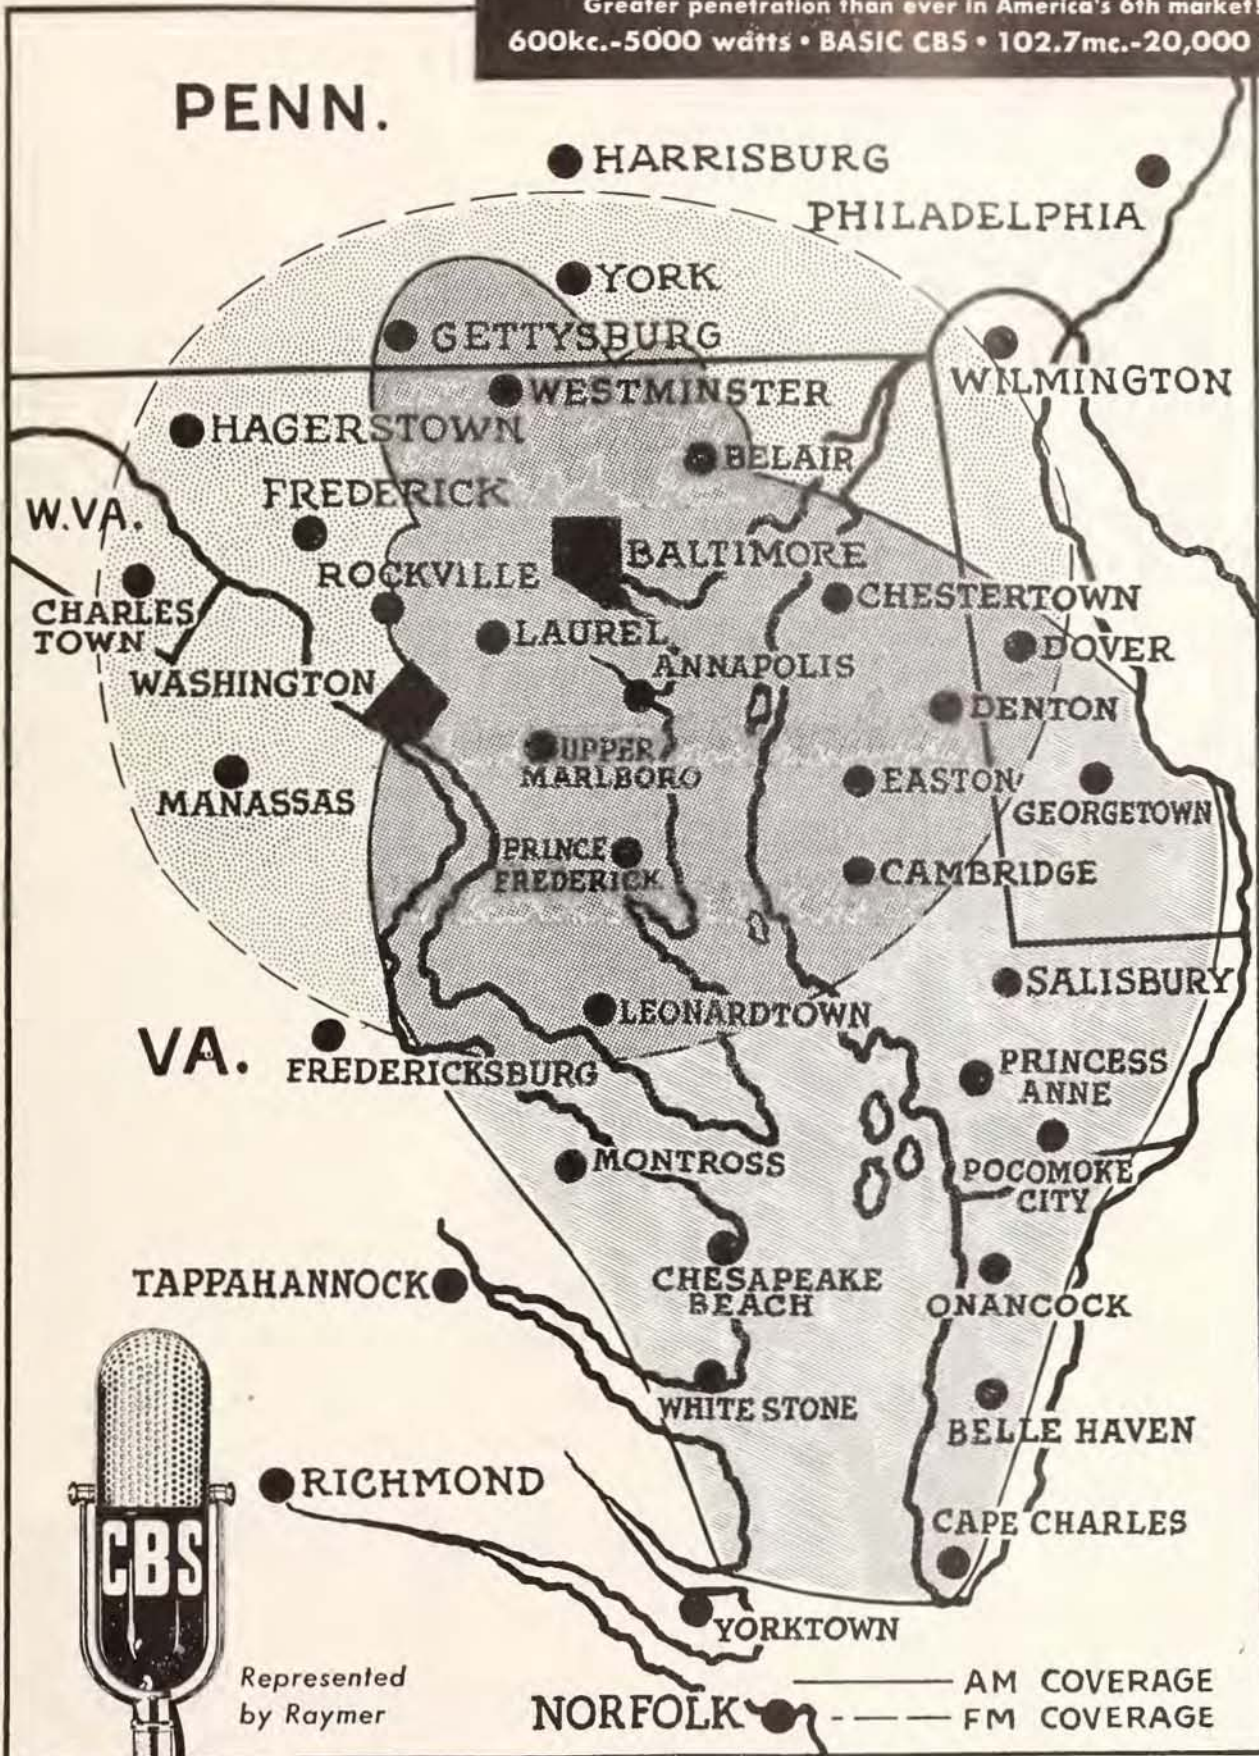 Greater penetration than ever in America's 6th market!
600kc.-5000 watts • BASIC CBS • 102.7mc.-20,000
PENN.
HARRISBURG
PHILADELPHIA
YORK
GETTYSBURG
WILMINGTON
WESTMINSTER
HAGERSTOWN
BELAIR
FREDERICK
W.VA.
BALTIMORE
ROCKVILLE
CHARLES
TOWN
CHESTERTOWN
LAUREL
DOVER
ANNAPOLIS
WASHINGTON
DENTON
UPPER
MARLBORO
EASTON
MANASSAS
GEORGETOWN
PRINCE
FREDERICK
CAMBRIDGE
SALISBURY
LEONARDTOWN
VA.
FREDERICKSBURG
PRINCESS
ANNE
MONTROSS
POCOMOKE
CITY
TAPPAHANNOCK
CHESAPEAKE
BEACH
ONANCOCK
WHITE STONE
BELLE HAVEN
RICHMOND
CAPE CHARLES
CBS
YORKTOWN
Represented
by Raymer
NORFOLK
AM COVERAGE
FM COVERAGE